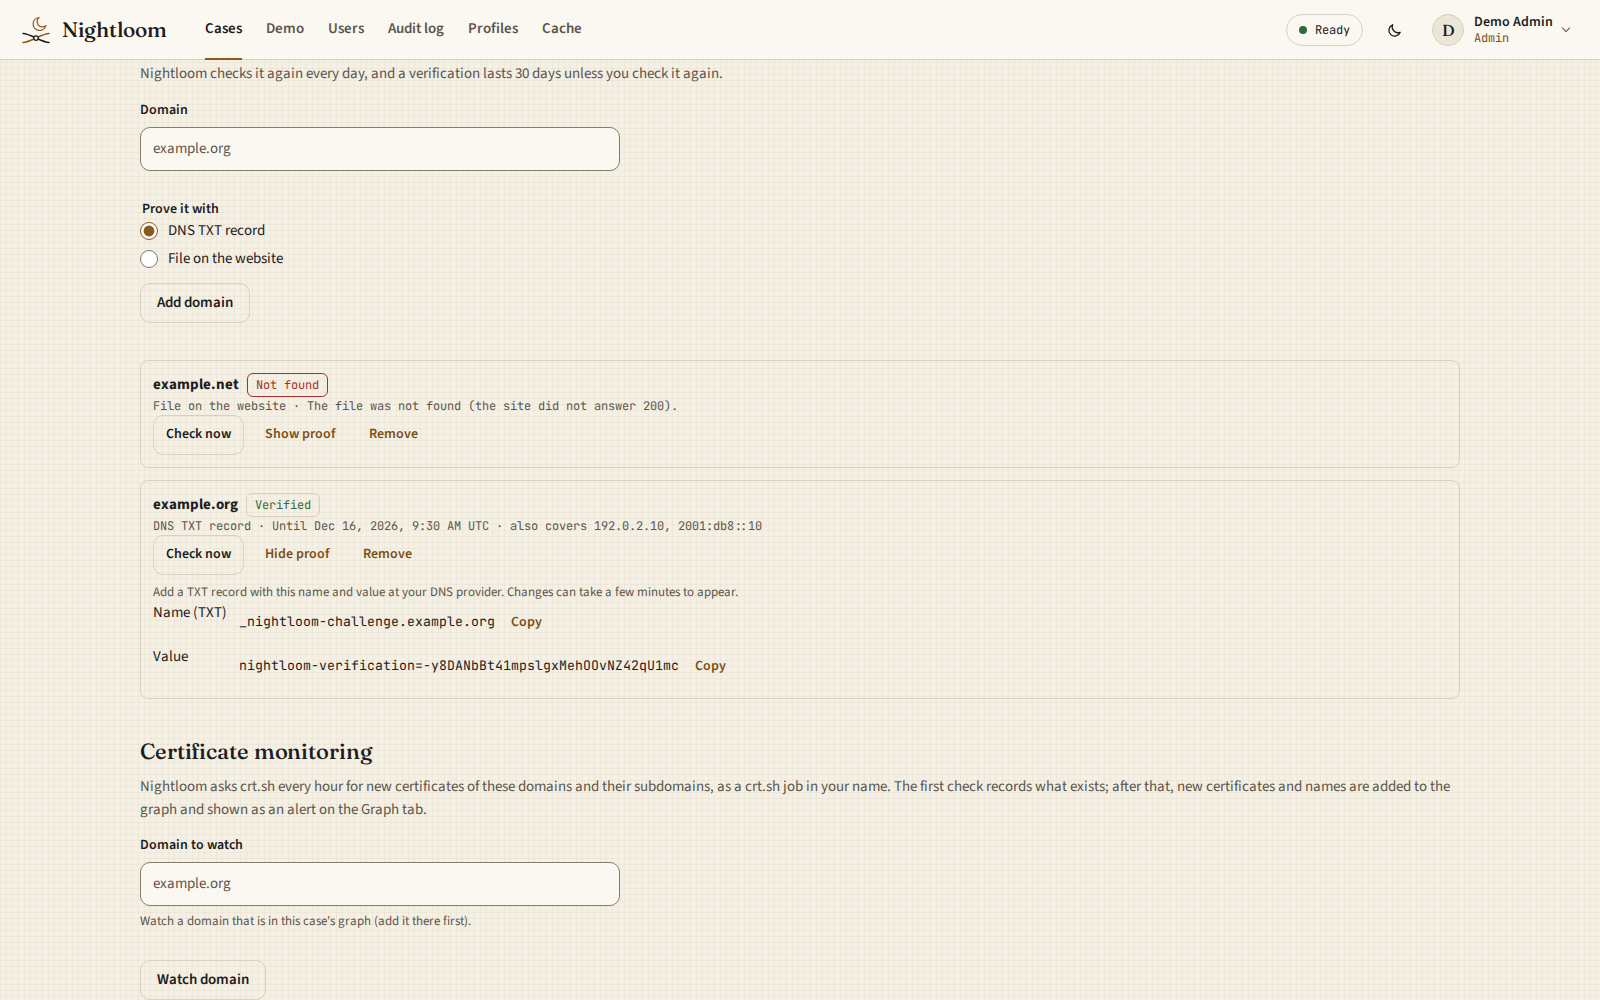 Nightloom
Cases
Demo
Users
Audit log
Profiles
Cache
Ready
D
Demo Admin
Admin
Nightloom checks it again every day, and a verification lasts 30 days unless you check it again.
Domain
example.org
Prove it with
DNS TXT record
File on the website
Add domain
example.net Not found
File on the website · The file was not found (the site did not answer 200).
Check now Show proof Remove
example.org Verified
DNS TXT record · Until Dec 16, 2026, 9:30 AM UTC · also covers 192.0.2.10, 2001:db8::10
Check now Hide proof Remove
Add a TXT record with this name and value at your DNS provider. Changes can take a few minutes to appear.
Name (TXT) _nightloom-challenge.example.org Copy
Value nightloom-verification=-y8DANbBt41mpslgxMehOOvNZ42qU1mc Copy
Certificate monitoring
Nightloom asks crt.sh every hour for new certificates of these domains and their subdomains, as a crt.sh job in your name. The first check records what exists; after that, new certificates and names are added to the
graph and shown as an alert on the Graph tab.
Domain to watch
example.org
Watch a domain that is in this case's graph (add it there first).
Watch domain